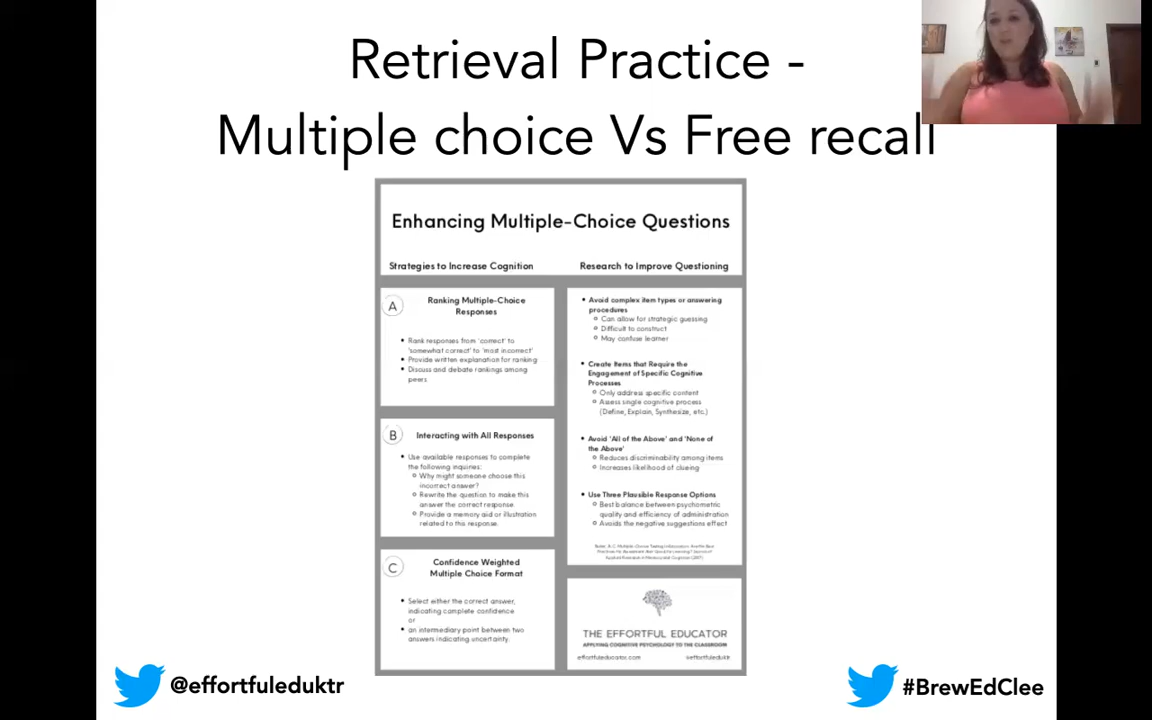 Retrieval Practice -
Multiple choice Vs Free recall
Enhancing Multiple-Choice Questions
Strategies to Increase Cognition
Research to Improve Questioning
A
Ranking Multiple-Choice
Responses
Rank responses from 'correct' to
'somewhat correct' to 'most incorrect'
Provide written explanation for ranking
Discuss and debate rankings among
peers
B
Interacting with All Responses
Use available responses to complete
the following inquiries:
Why might someone choose this
incorrect answer?
Rewrite the question to make this
answer the correct response.
Provide a memory aid or illustration
related to this response.
C
Confidence Weighted
Multiple Choice Format
Select either the correct answer,
indicating complete confidence
or
an intermediary point between two
answers indicating uncertainty.
Avoid complex item types or answering
procedures
Can allow for strategic guessing
Difficult to construct
May confuse learner
Create Items that Require the
Engagement of Specific Cognitive
Processes
Only address specific content
Assess single cognitive process
(Define, Explain, Synthesize, etc.)
Avoid 'All of the Above' and 'None of
the Above'
Reduces discriminability among items
Increases likelihood of clueing
Use Three Plausible Response Options
Best balance between psychometric
quality and efficiency of administration
Avoids the negative suggestions effect
THE EFFORTFUL EDUCATOR
APPLYING COGNITIVE PSYCHOLOGY TO THE CLASSROOM
effortfuleducator.com
@effortfuleduktr
@effortfuleduktr
#BrewEdClee